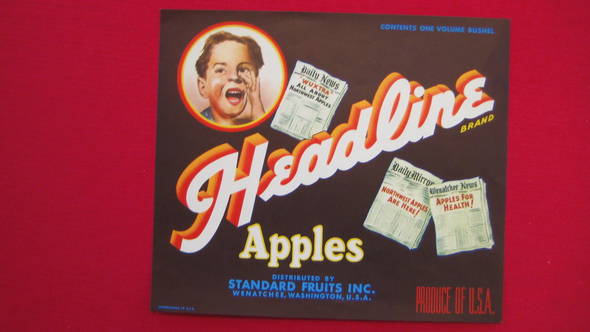 CONTENTS ONE VOLUME BUSHEL.
Daily News
"WUXTRA"
ALL ABOUT
NORTHWEST APPLES
Headline
BRAND
Daily Mirror
NORTHWEST APPLES
ARE HERE!
Wenatchee News
APPLES FOR
HEALTH!
Apples
DISTRIBUTED BY
STANDARD FRUITS INC.
WENATCHEE, WASHINGTON, U.S.A.
PRODUCE OF U.S.A.